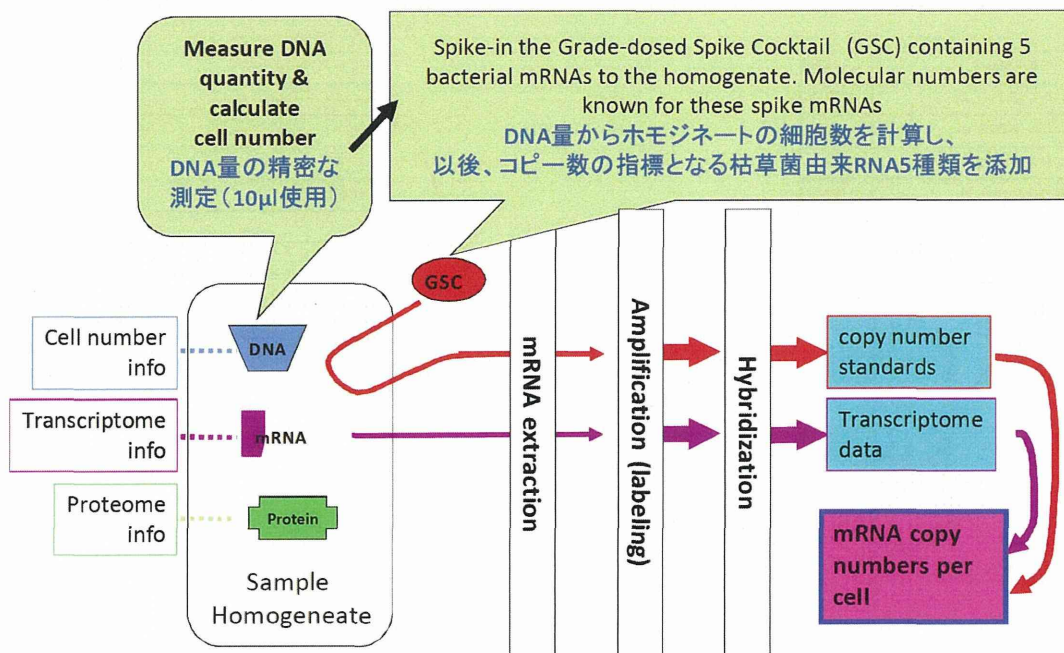 Measure DNA
quantity &
calculate
cell number
DNA量の精密な
測定（10µl使用）
Spike-in the Grade-dosed Spike Cocktail (GSC) containing 5
bacterial mRNAs to the homogenate. Molecular numbers are
known for these spike mRNAs
DNA量からホモジネートの細胞数を計算し、
以後、コピー数の指標となる枯草菌由来RNA5種類を添加
GSC
Cell number
info
DNA
Transcriptome
info
mRNA
Proteome
info
Protein
Sample
Homogeneate
mRNA extraction
Amplification (labeling)
Hybridization
copy number
standards
Transcriptome
data
mRNA copy
numbers per
cell